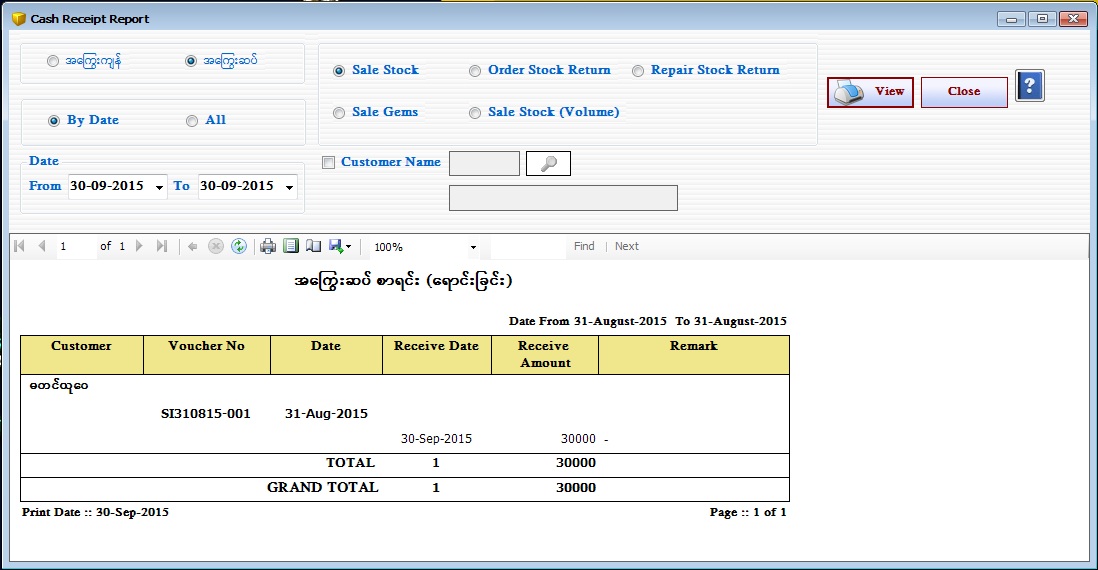 Cash Receipt Report
အကြွေးကျန် အကြွေးဆပ်
Sale Stock Order Stock Return Repair Stock Return
View Close ?
By Date All
Sale Gems Sale Stock (Volume)
Date
Customer Name
From 30-09-2015 To 30-09-2015
1 of 1 100% Find | Next
အကြွေးဆပ် စာရင်း (ရောင်းခြင်း)
Date From 31-August-2015 To 31-August-2015
Customer Voucher No Date Receive Date Receive Amount Remark
ဓတင်ထုဝေ
SI310815-001 31-Aug-2015
30-Sep-2015 30000 -
TOTAL 1 30000
GRAND TOTAL 1 30000
Print Date :: 30-Sep-2015 Page :: 1 of 1